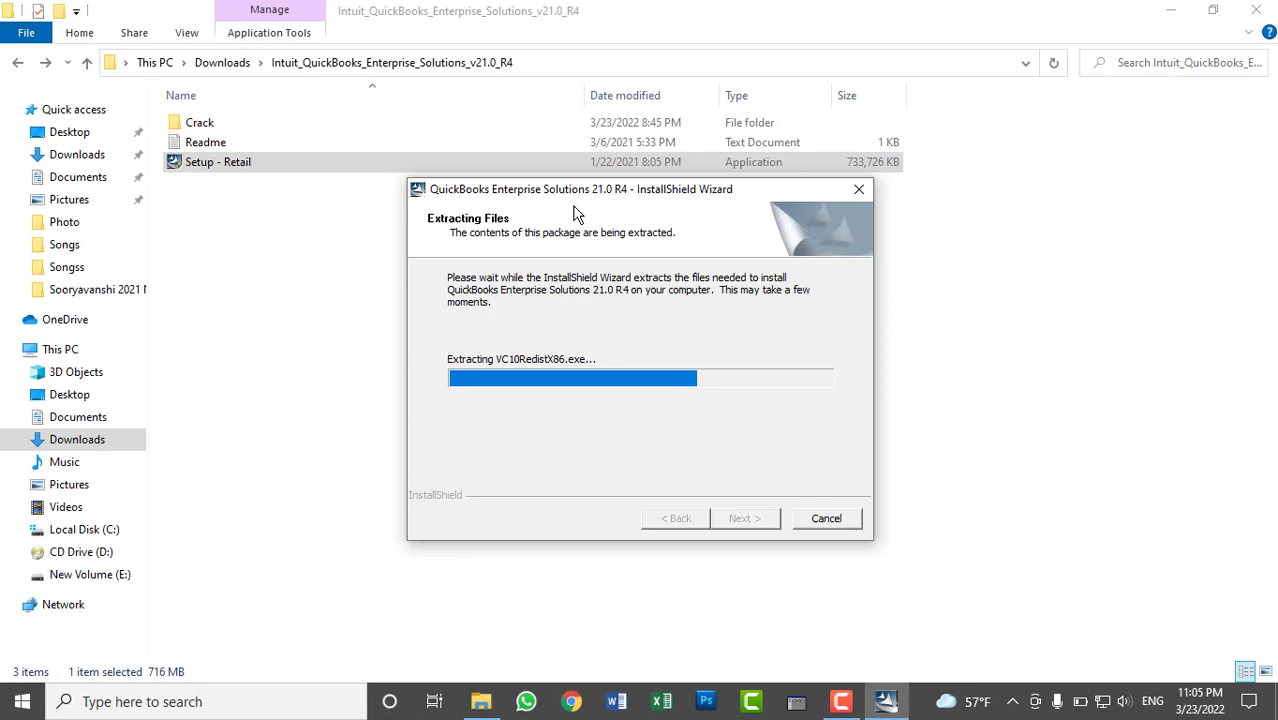 Manage
Intuit_QuickBooks_Enterprise_Solutions_v21.0_R4
File
Home
Share
View
Application Tools
This PC
Downloads
Intuit_QuickBooks_Enterprise_Solutions_v21.0_R4
Search Intuit_QuickBooks_E...
Name
Date modified
Type
Size
Quick access
Desktop
Downloads
Documents
Pictures
Photo
Songs
Songss
Sooryavanshi 2021 M
OneDrive
This PC
3D Objects
Desktop
Documents
Downloads
Music
Pictures
Videos
Local Disk (C:)
CD Drive (D:)
New Volume (E:)
Network
Crack 3/23/2022 8:45 PM File folder
Readme 3/6/2021 5:33 PM Text Document 1 KB
Setup - Retail 1/22/2021 8:05 PM Application 733,726 KB
QuickBooks Enterprise Solutions 21.0 R4 - InstallShield Wizard
Extracting Files
The contents of this package are being extracted.
Please wait while the InstallShield Wizard extracts the files needed to install
QuickBooks Enterprise Solutions 21.0 R4 on your computer. This may take a few
moments.
Extracting VC10RedistX86.exe...
InstallShield
< Back
Next >
Cancel
3 items
1 item selected 716 MB
Type here to search
57°F
ENG
11:05 PM
3/23/2022